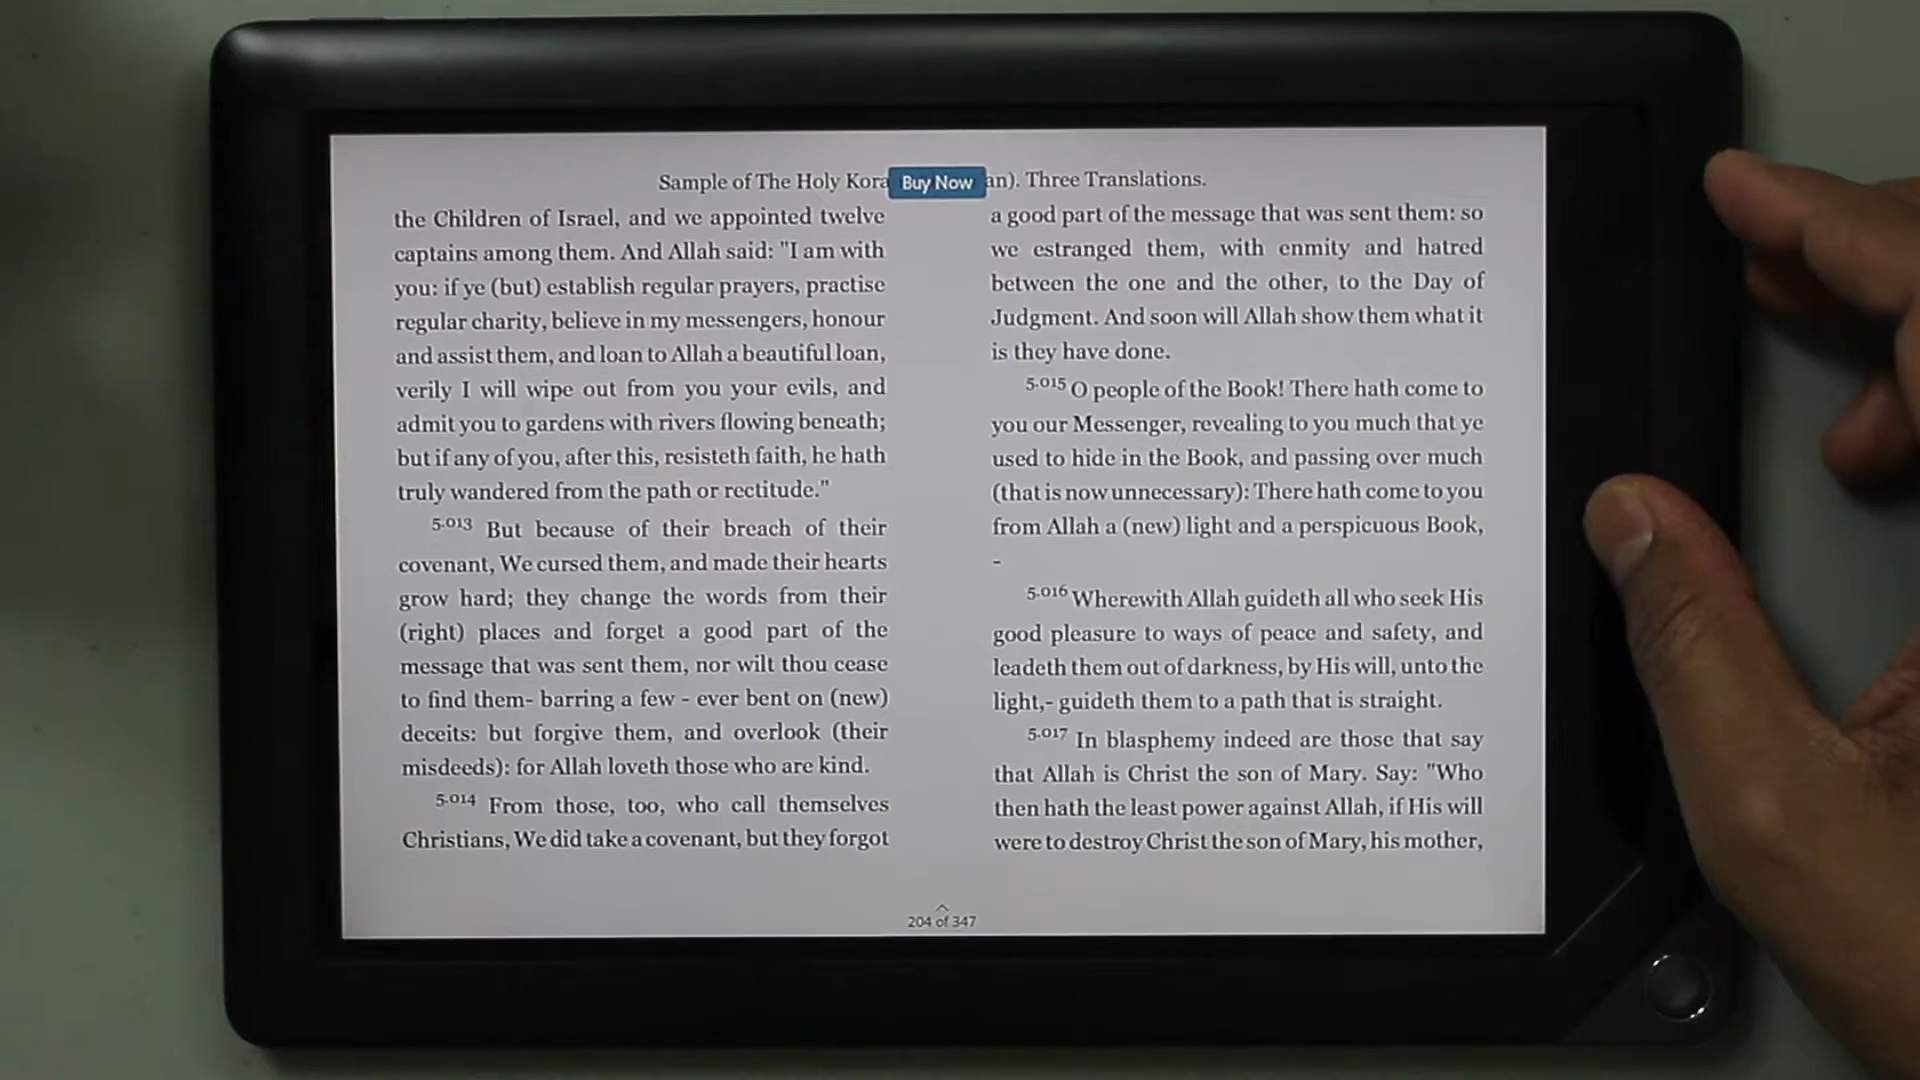 Sample of The Holy Kora Buy Now an). Three Translations.
the Children of Israel, and we appointed twelve
captains among them. And Allah said: "I am with
you: if ye (but) establish regular prayers, practise
regular charity, believe in my messengers, honour
and assist them, and loan to Allah a beautiful loan,
verily I will wipe out from you your evils, and
admit you to gardens with rivers flowing beneath;
but if any of you, after this, resisteth faith, he hath
truly wandered from the path or rectitude."
5.013 But because of their breach of their
covenant, We cursed them, and made their hearts
grow hard; they change the words from their
(right) places and forget a good part of the
message that was sent them, nor wilt thou cease
to find them- barring a few - ever bent on (new)
deceits: but forgive them, and overlook (their
misdeeds): for Allah loveth those who are kind.
5.014 From those, too, who call themselves
Christians, We did take a covenant, but they forgot
a good part of the message that was sent them: so
we estranged them, with enmity and hatred
between the one and the other, to the Day of
Judgment. And soon will Allah show them what it
is they have done.
5.015 O people of the Book! There hath come to
you our Messenger, revealing to you much that ye
used to hide in the Book, and passing over much
(that is now unnecessary): There hath come to you
from Allah a (new) light and a perspicuous Book,
-
5.016 Wherewith Allah guideth all who seek His
good pleasure to ways of peace and safety, and
leadeth them out of darkness, by His will, unto the
light,- guideth them to a path that is straight.
5.017 In blasphemy indeed are those that say
that Allah is Christ the son of Mary. Say: "Who
then hath the least power against Allah, if His will
were to destroy Christ the son of Mary, his mother,
204 of 347